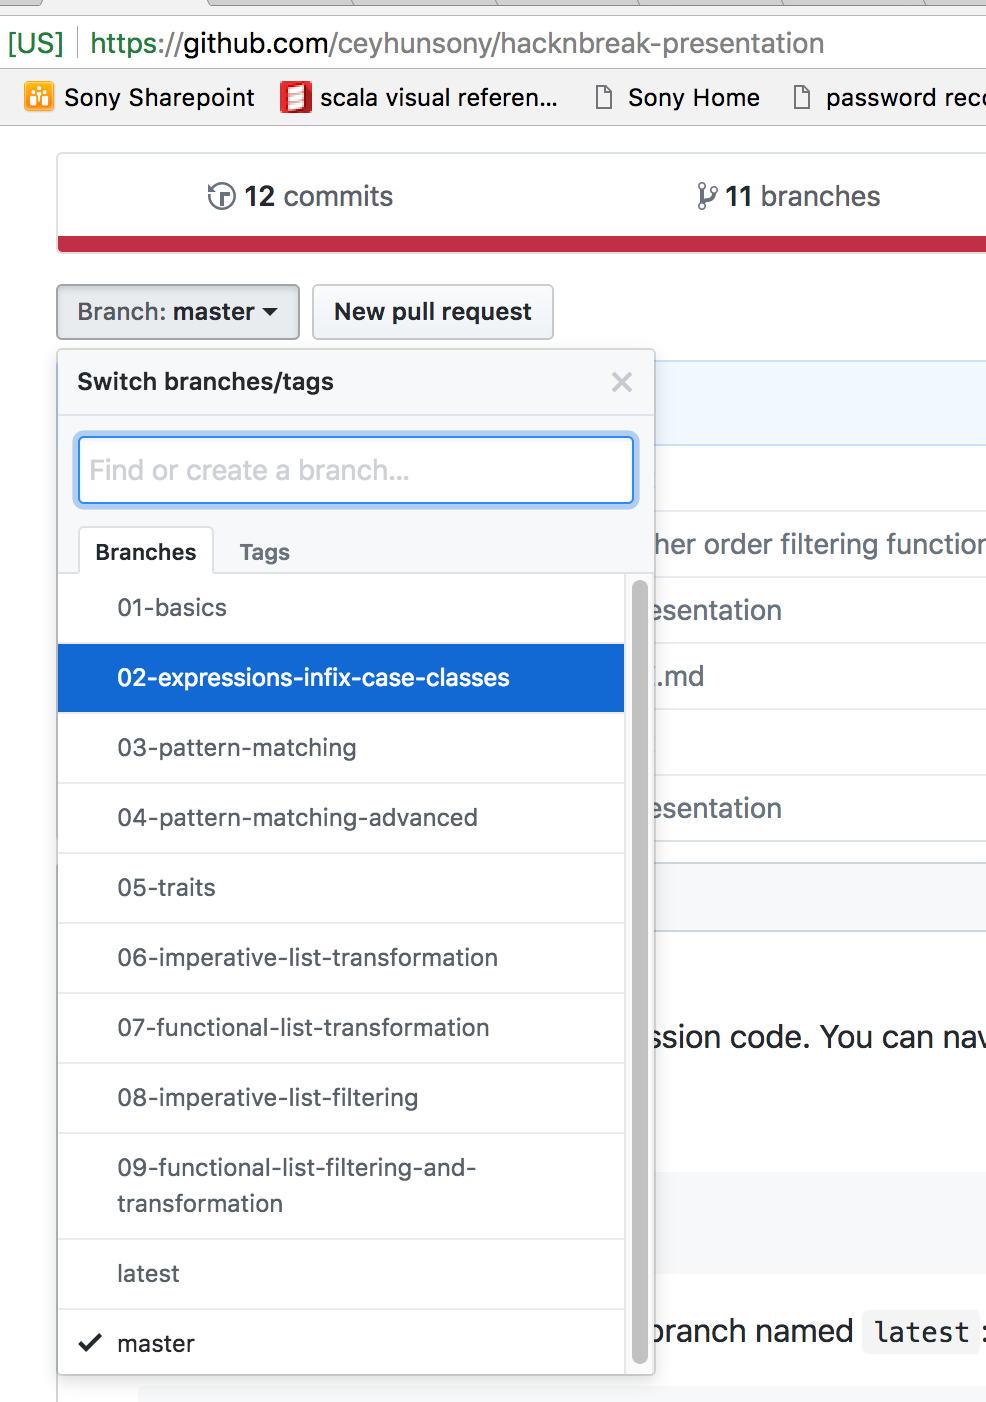 [US] https://github.com/ceyhunsony/hacknbreak-presentation
Sony Sharepoint scala visual referen... Sony Home password reco
12 commits 11 branches
Branch: master New pull request
Switch branches/tags
Find or create a branch...
her order filtering function
Branches Tags
01-basics
esentation
02-expressions-infix-case-classes
.md
03-pattern-matching
04-pattern-matching-advanced
esentation
05-traits
06-imperative-list-transformation
07-functional-list-transformation
ssion code. You can nav
08-imperative-list-filtering
09-functional-list-filtering-and-
transformation
latest
master
branch named latest :